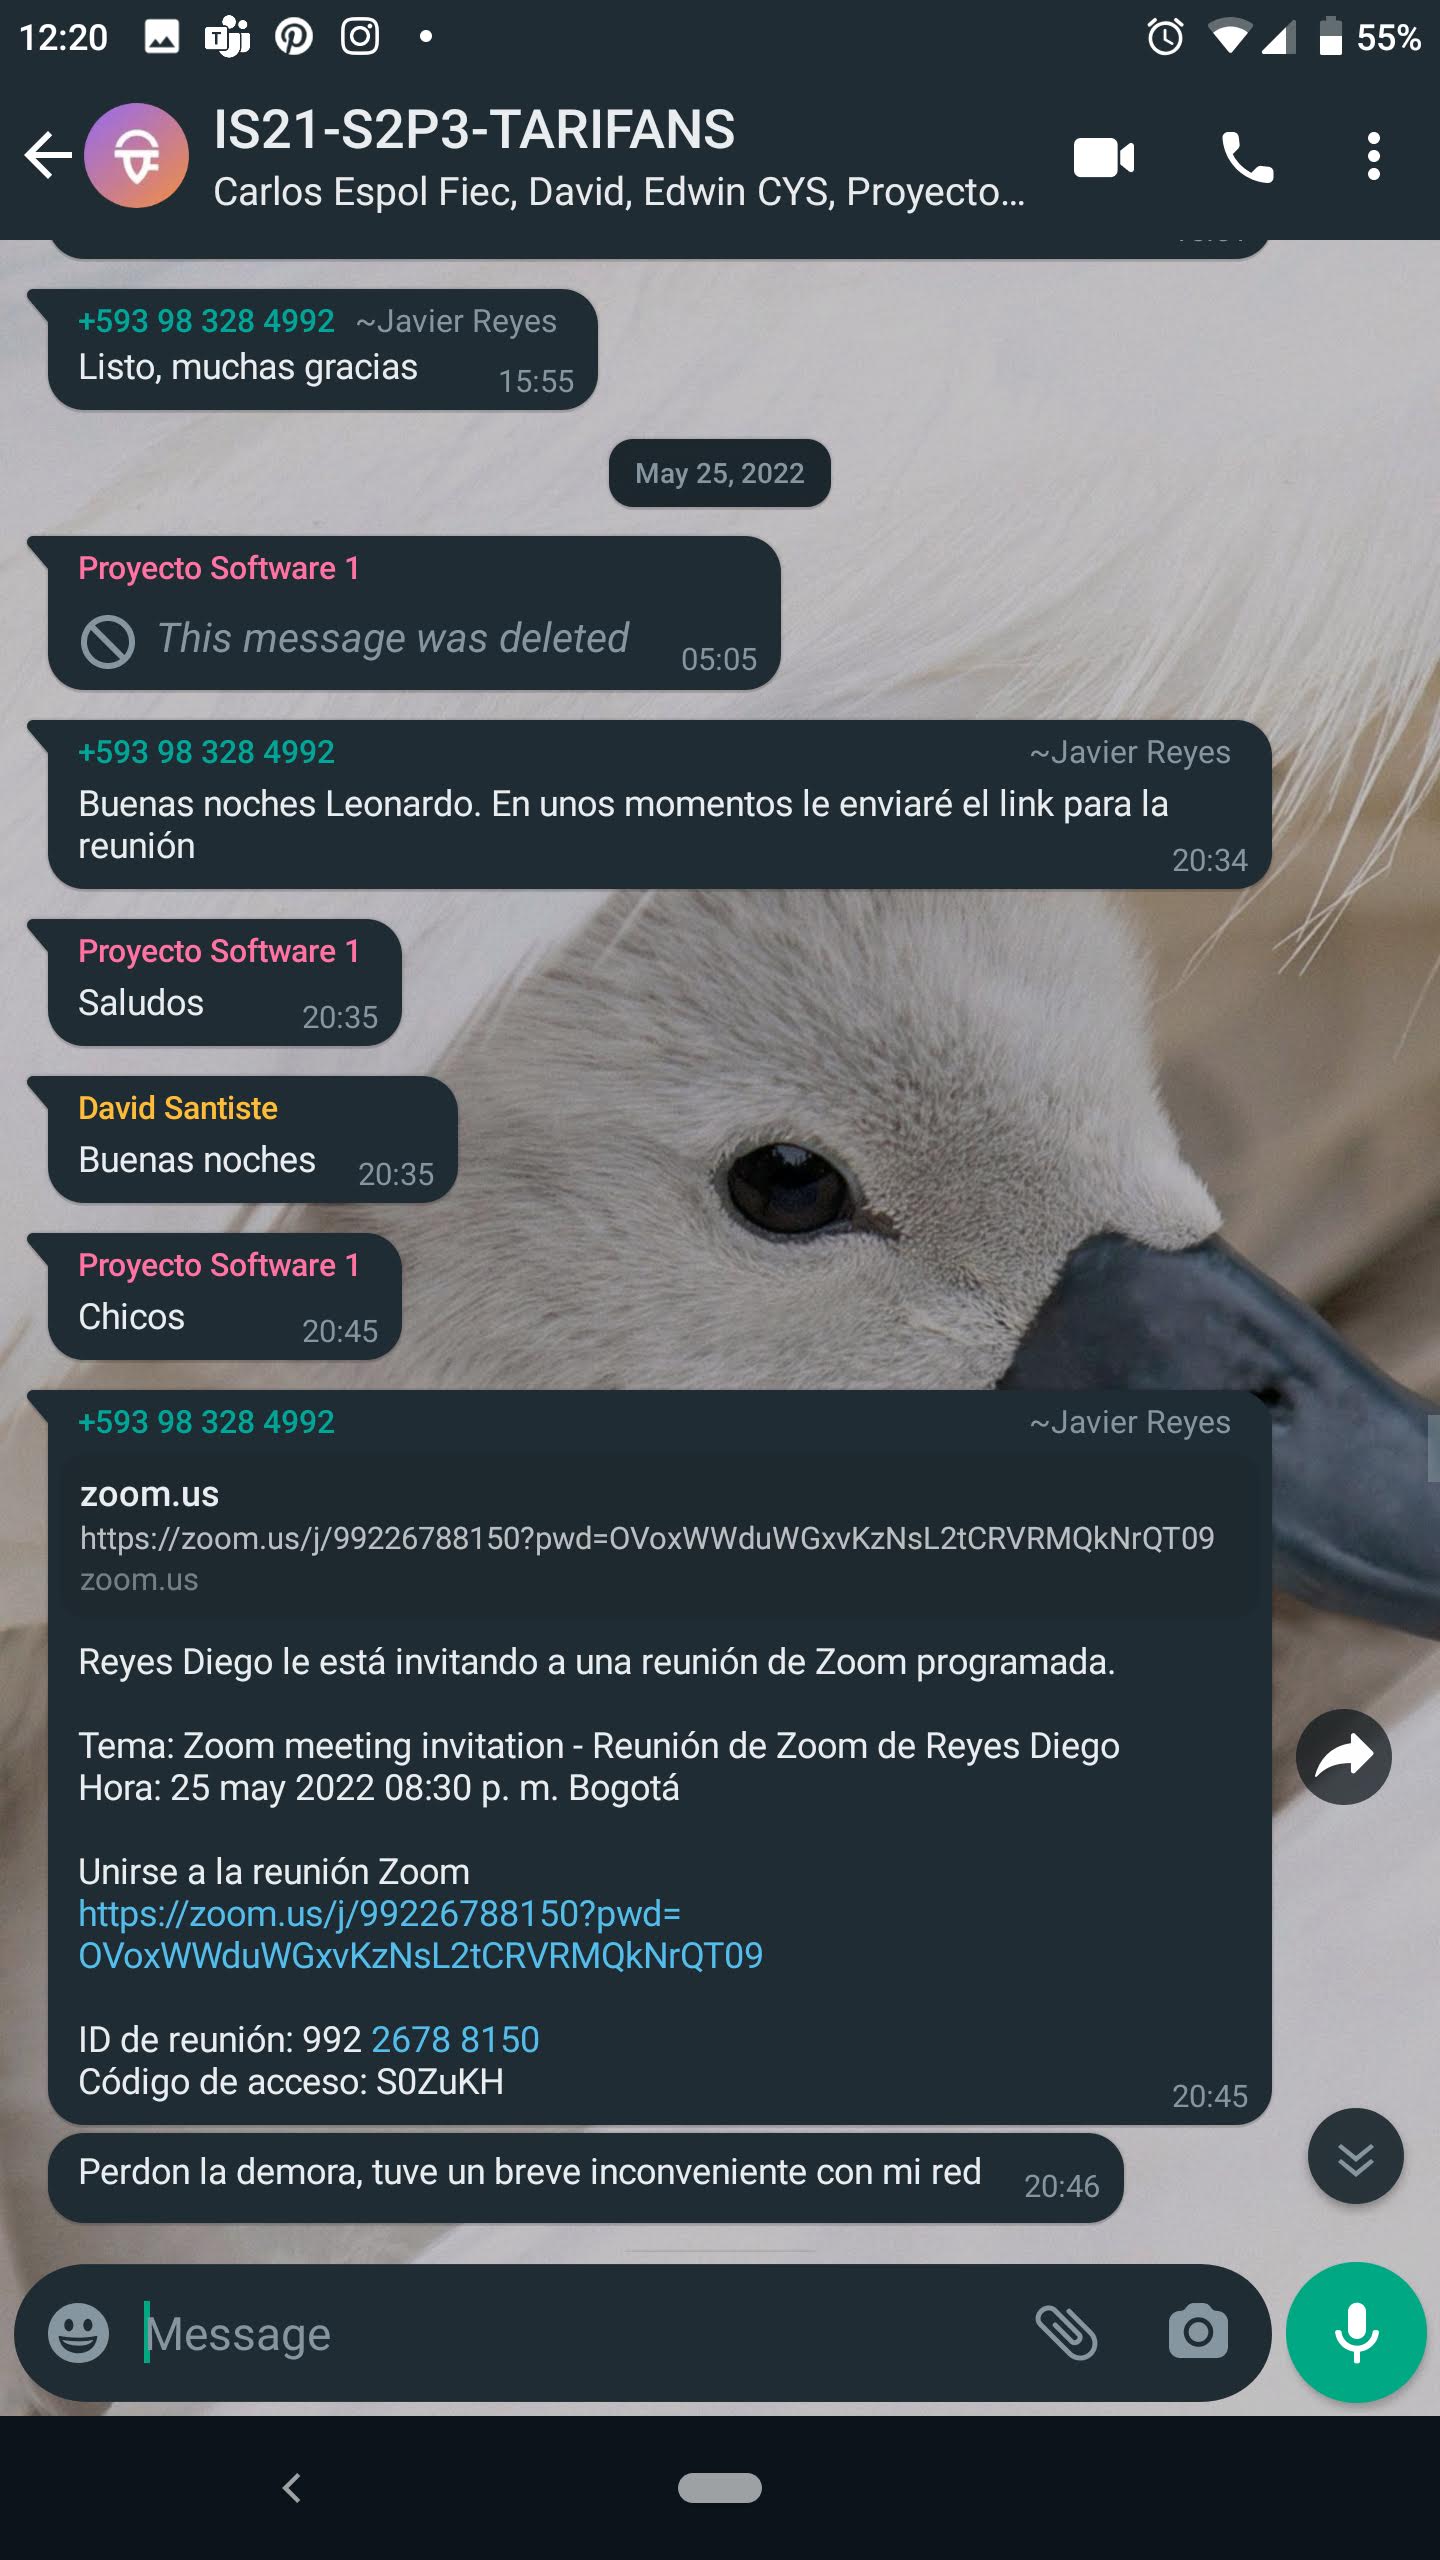 12:20
55%
IS21-S2P3-TARIFANS
Carlos Espol Fiec, David, Edwin CYS, Proyecto...
+593 98 328 4992 ~Javier Reyes
Listo, muchas gracias 15:55
May 25, 2022
Proyecto Software 1
This message was deleted 05:05
+593 98 328 4992 ~Javier Reyes
Buenas noches Leonardo. En unos momentos le enviaré el link para la
reunión 20:34
Proyecto Software 1
Saludos 20:35
David Santiste
Buenas noches 20:35
Proyecto Software 1
Chicos 20:45
+593 98 328 4992 ~Javier Reyes
zoom.us
https://zoom.us/j/99226788150?pwd=OVoxWWduWGxvKzNsL2tCRVRMQkNrQT09
zoom.us
Reyes Diego le está invitando a una reunión de Zoom programada.
Tema: Zoom meeting invitation - Reunión de Zoom de Reyes Diego
Hora: 25 may 2022 08:30 p. m. Bogotá
Unirse a la reunión Zoom
https://zoom.us/j/99226788150?pwd=
OVoxWWduWGxvKzNsL2tCRVRMQkNrQT09
ID de reunión: 992 2678 8150
Código de acceso: S0ZuKH
20:45
Perdon la demora, tuve un breve inconveniente con mi red 20:46
Message